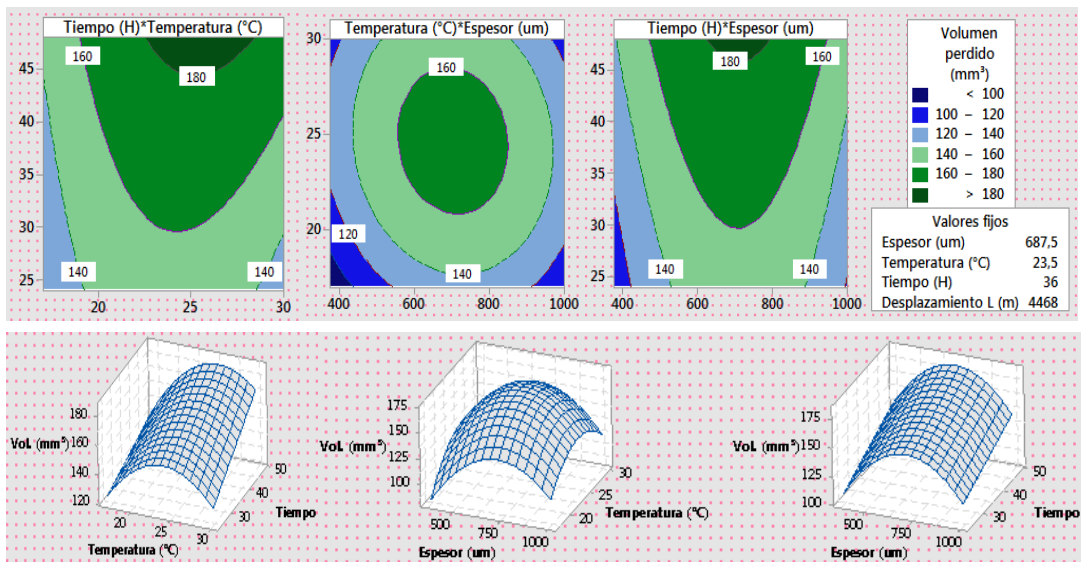 Tiempo (H)*Temperatura (°C)
160
180
140
140
45
40
35
30
25
20
25
30
Temperatura (°C)*Espesor (um)
160
120
140
30
25
20
400
600
800
1000
Tiempo (H)*Espesor (um)
180
160
140
140
45
40
35
30
25
400
600
800
1000
Volumen
perdido
(mm³)
< 100
100 – 120
120 – 140
140 – 160
160 – 180
> 180
Valores fijos
Espesor (um) 687,5
Temperatura (°C) 23,5
Tiempo (H) 36
Desplazamiento L (m) 4468
180
160
140
120
Vol. (mm³)
20
25
30
Temperatura (°C)
30
40
50
Tiempo
175
150
125
100
Vol. (mm³)
500
750
1000
Espesor (um)
20
25
30
Temperatura (°C)
175
150
125
100
Vol. (mm³)
500
750
1000
Espesor (um)
30
40
50
Tiempo